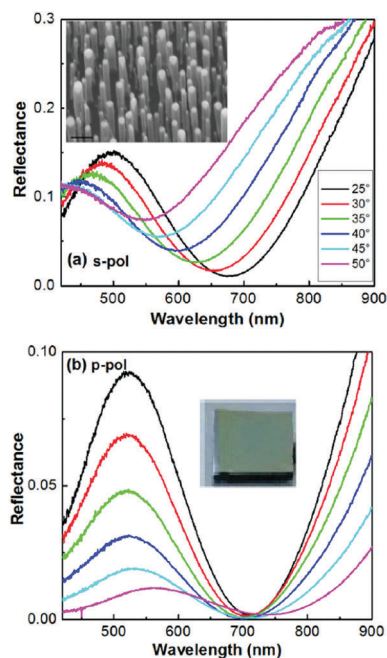 0.3
0.2
0.1
0.0
Reflectance
25°
30°
35°
40°
45°
50°
(a) s-pol
500 600 700 800 900
Wavelength (nm)
(b) p-pol
0.10
0.05
0.00
Reflectance
500 600 700 800 900
Wavelength (nm)